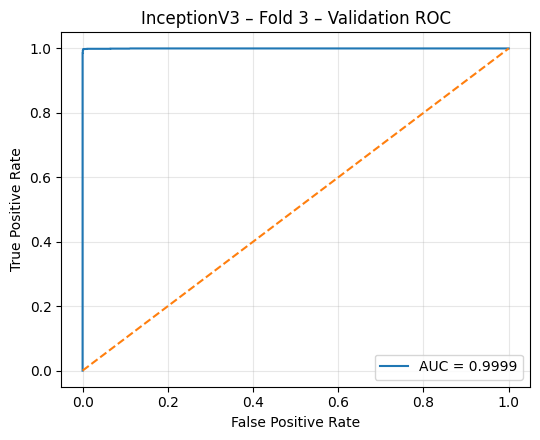 InceptionV3 – Fold 3 – Validation ROC
1.0
0.8
0.6
0.4
0.2
0.0
True Positive Rate
AUC = 0.9999
0.0 0.2 0.4 0.6 0.8 1.0
False Positive Rate